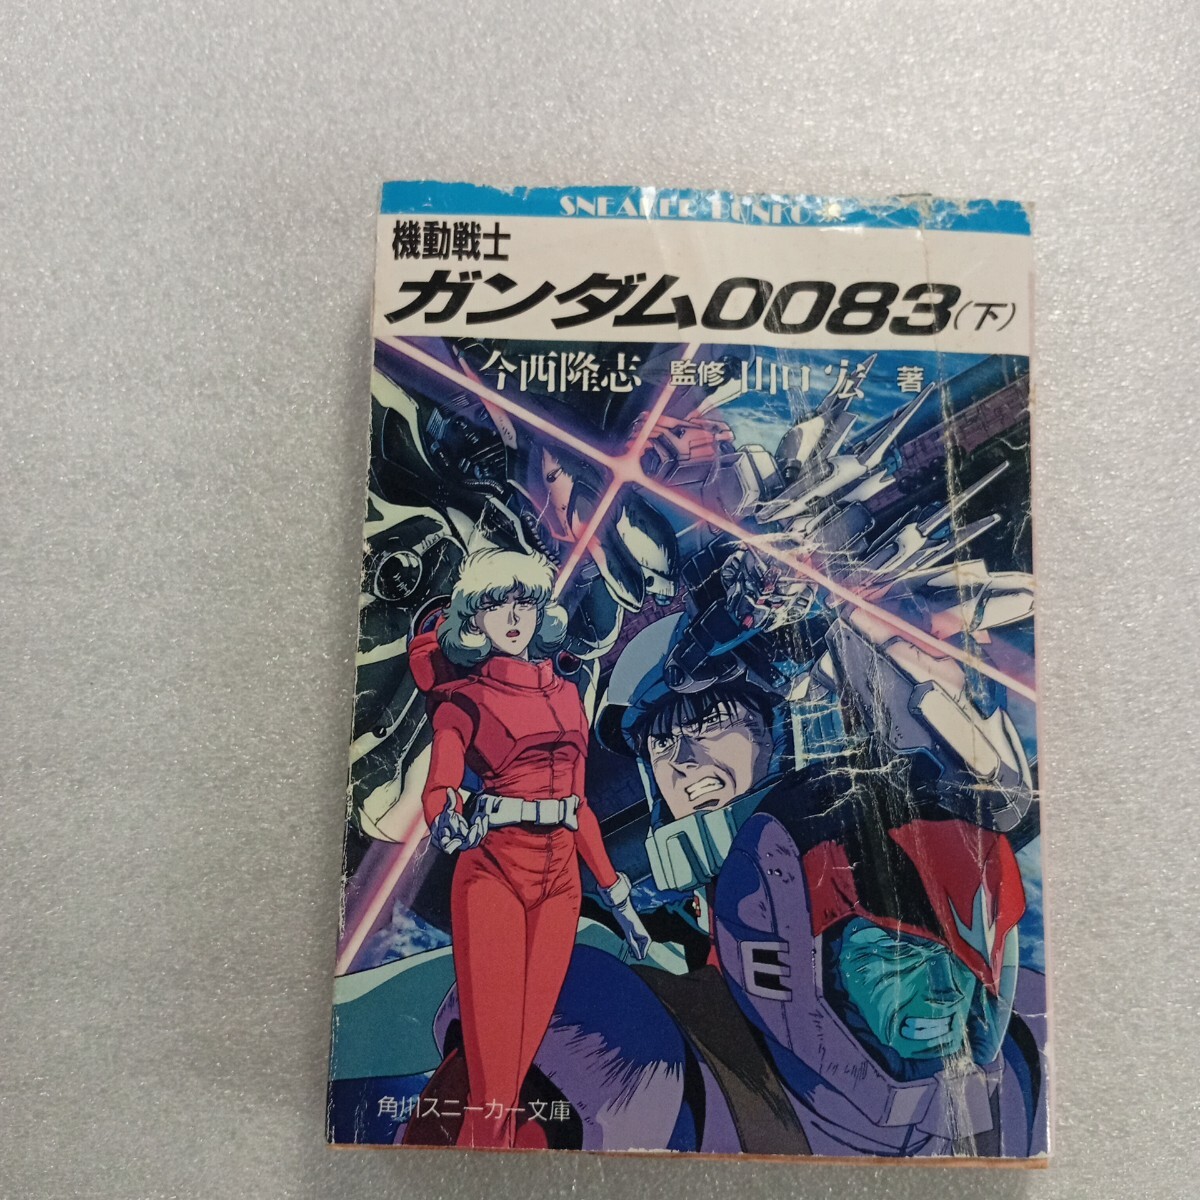 SNEAKER BUNKO
機動戦士
ガンダム0083(下)
今西隆志 監修 山口 宏 著
角川スニーカー文庫